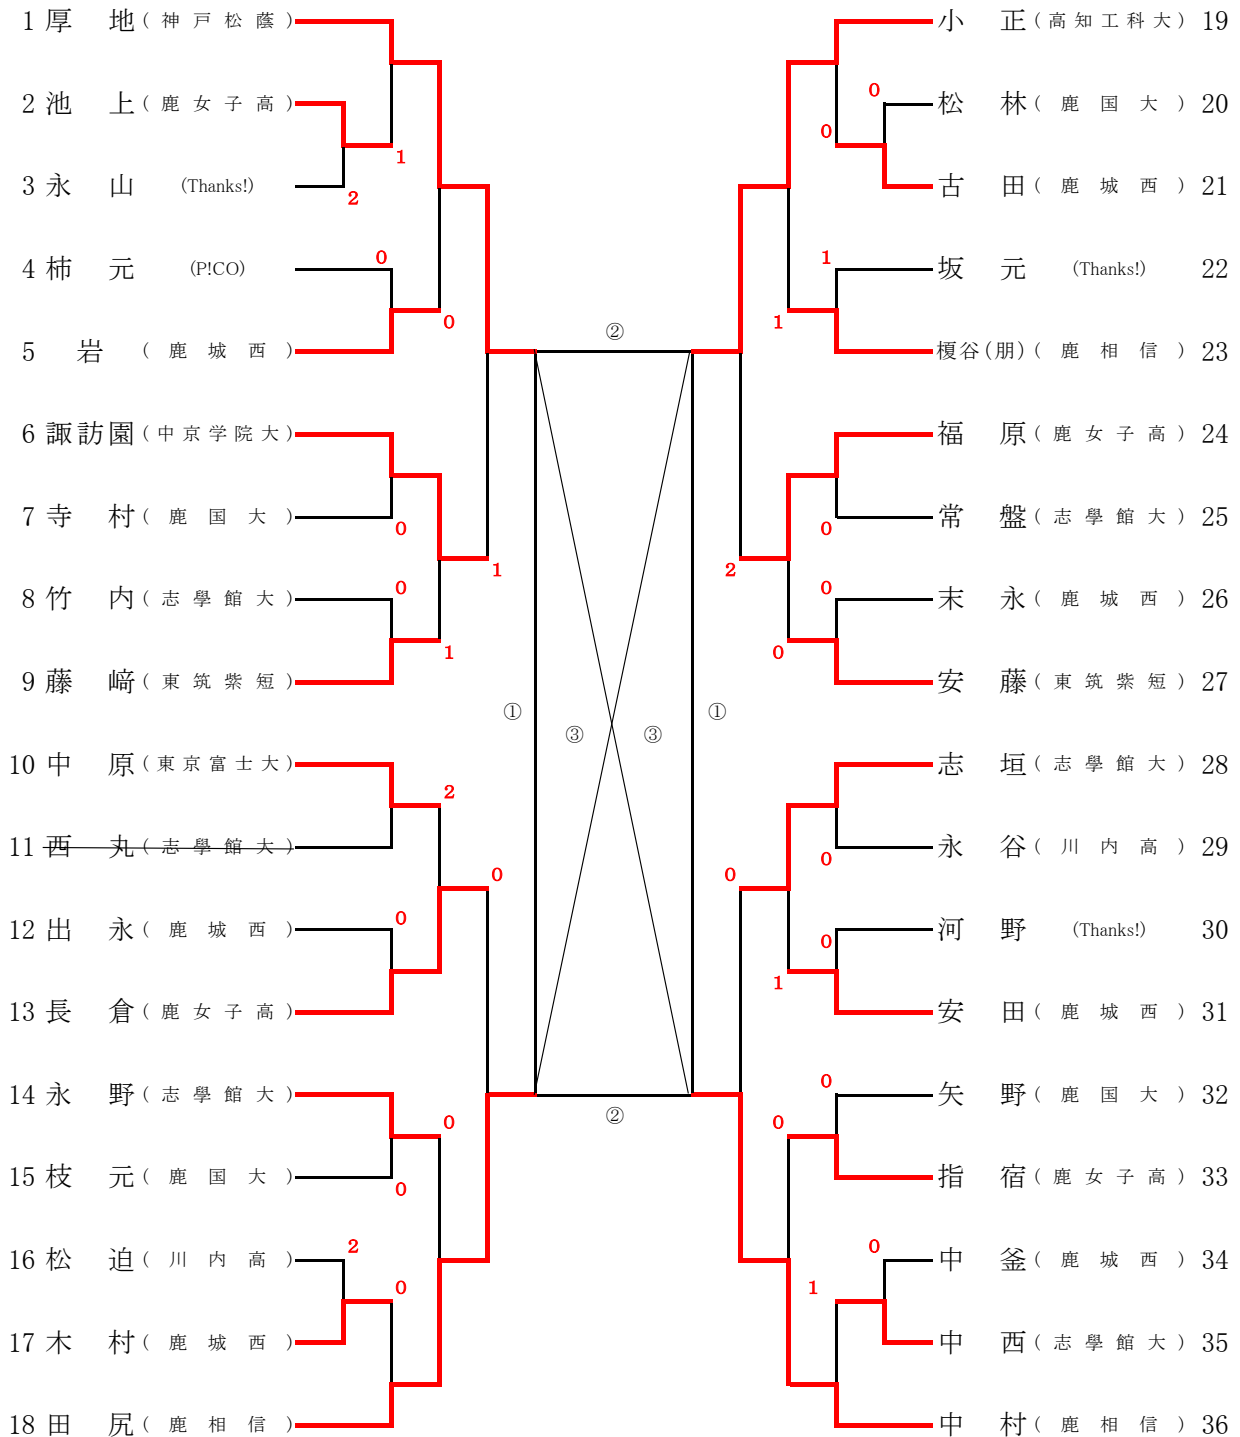 1 厚 地 (神戸松蔭)
2 池 上 (鹿女子高)
3 永 山 (Thanks!)
4 柿 元 (P!CO)
5 岩 (鹿城西)
6 諏訪園 (中京学院大)
7 寺 村 (鹿国大)
8 竹 内 (志學館大)
9 藤 﨑 (東筑紫短)
10 中 原 (東京富士大)
11 西 丸 (志學館大)
12 出 永 (鹿城西)
13 長 倉 (鹿女子高)
14 永 野 (志學館大)
15 枝 元 (鹿国大)
16 松 迫 (川内高)
17 木 村 (鹿城西)
18 田 尻 (鹿相信)
1
2
0
0
0
0
1
1
2
0
0
0
0
2
0
①
②
③
③
②
①
0
0
1
1
0
2
0
0
0
0
0
1
0
0
0
1
小 正 (高知工科大) 19
松 林 (鹿国大) 20
古 田 (鹿城西) 21
坂 元 (Thanks!) 22
榎谷(朋) (鹿相信) 23
福 原 (鹿女子高) 24
常 盤 (志學館大) 25
末 永 (鹿城西) 26
安 藤 (東筑紫短) 27
志 垣 (志學館大) 28
永 谷 (川内高) 29
河 野 (Thanks!) 30
安 田 (鹿城西) 31
矢 野 (鹿国大) 32
指 宿 (鹿女子高) 33
中 釜 (鹿城西) 34
中 西 (志學館大) 35
中 村 (鹿相信) 36